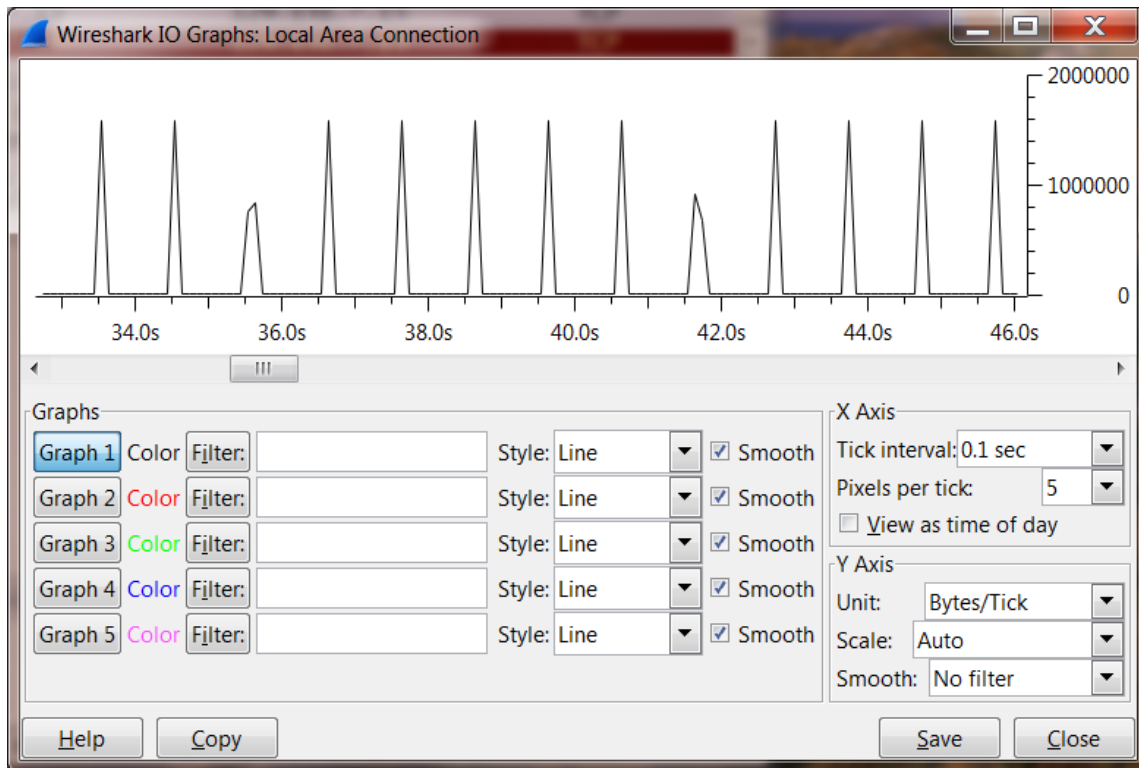 Wireshark IO Graphs: Local Area Connection
2000000
1000000
0
34.0s 36.0s 38.0s 40.0s 42.0s 44.0s 46.0s
Graphs
Graph 1 Color Filter: Style: Line Smooth
Graph 2 Color Filter: Style: Line Smooth
Graph 3 Color Filter: Style: Line Smooth
Graph 4 Color Filter: Style: Line Smooth
Graph 5 Color Filter: Style: Line Smooth
X Axis
Tick interval: 0.1 sec
Pixels per tick: 5
View as time of day
Y Axis
Unit: Bytes/Tick
Scale: Auto
Smooth: No filter
Help Copy Save Close